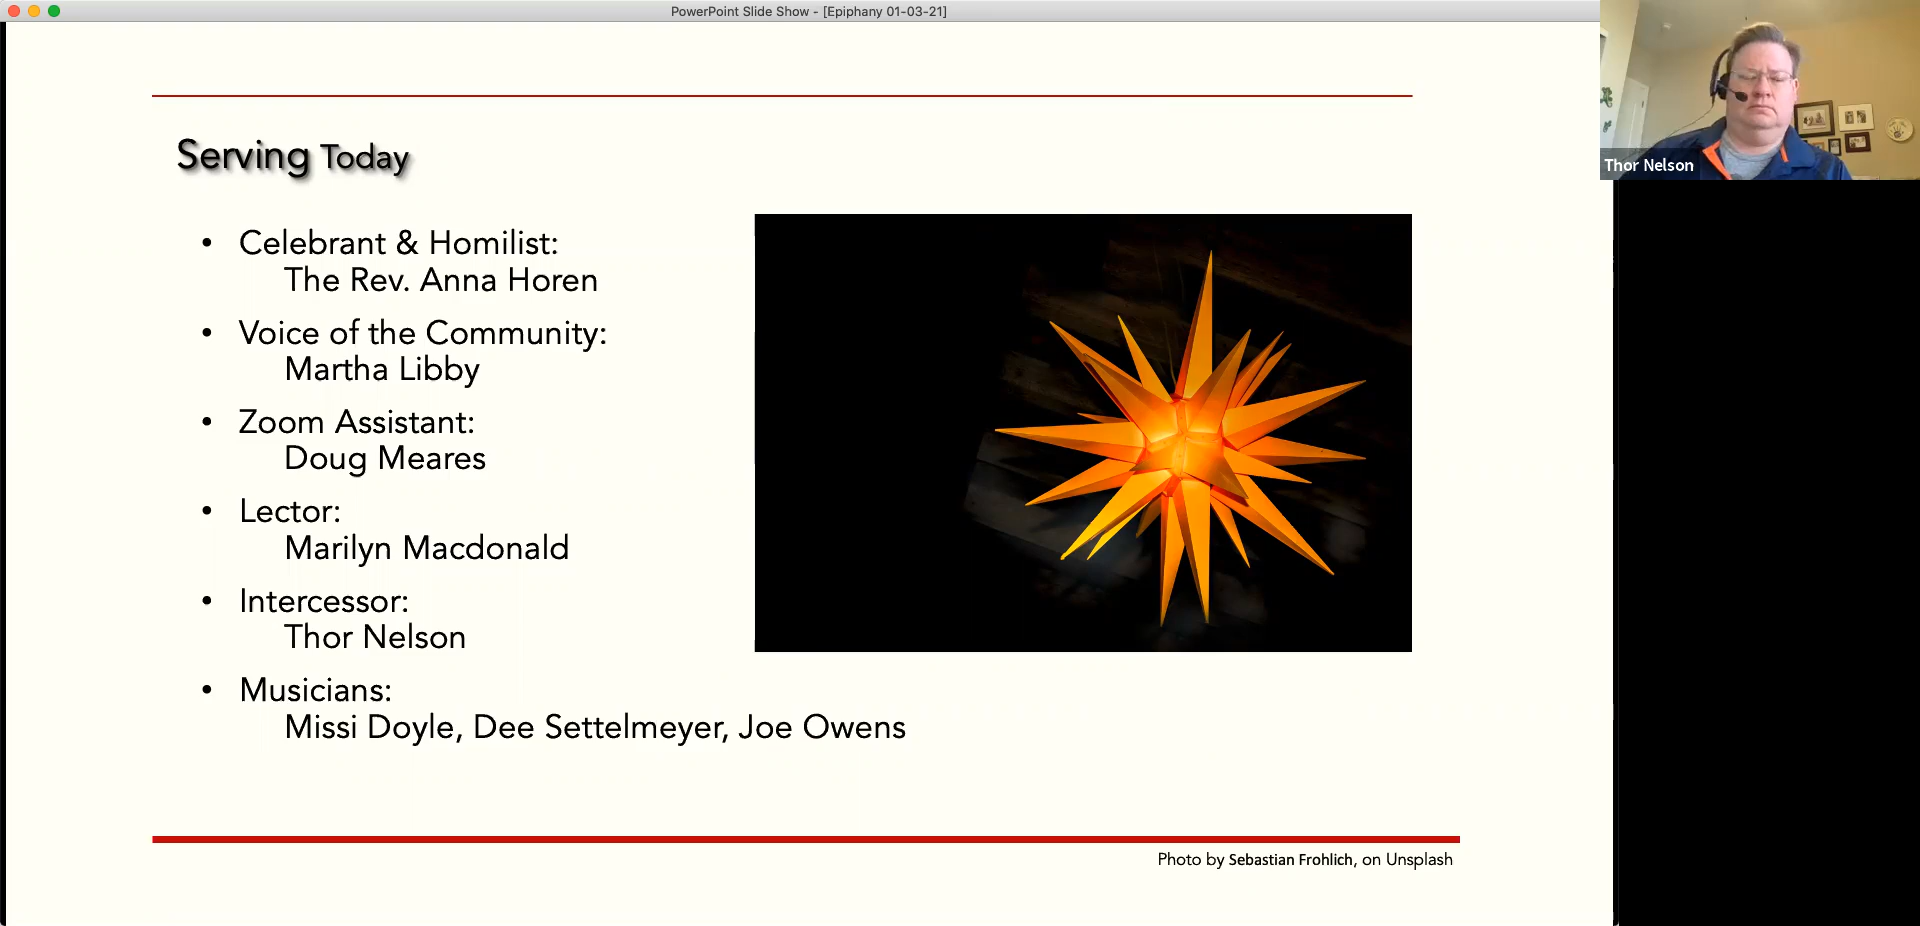 PowerPoint Slide Show - [Epiphany 01-03-21]
Thor Nelson
Serving Today
• Celebrant & Homilist:
The Rev. Anna Horen
• Voice of the Community:
Martha Libby
• Zoom Assistant:
Doug Meares
• Lector:
Marilyn Macdonald
• Intercessor:
Thor Nelson
• Musicians:
Missi Doyle, Dee Settelmeyer, Joe Owens
Photo by Sebastian Frohlich, on Unsplash